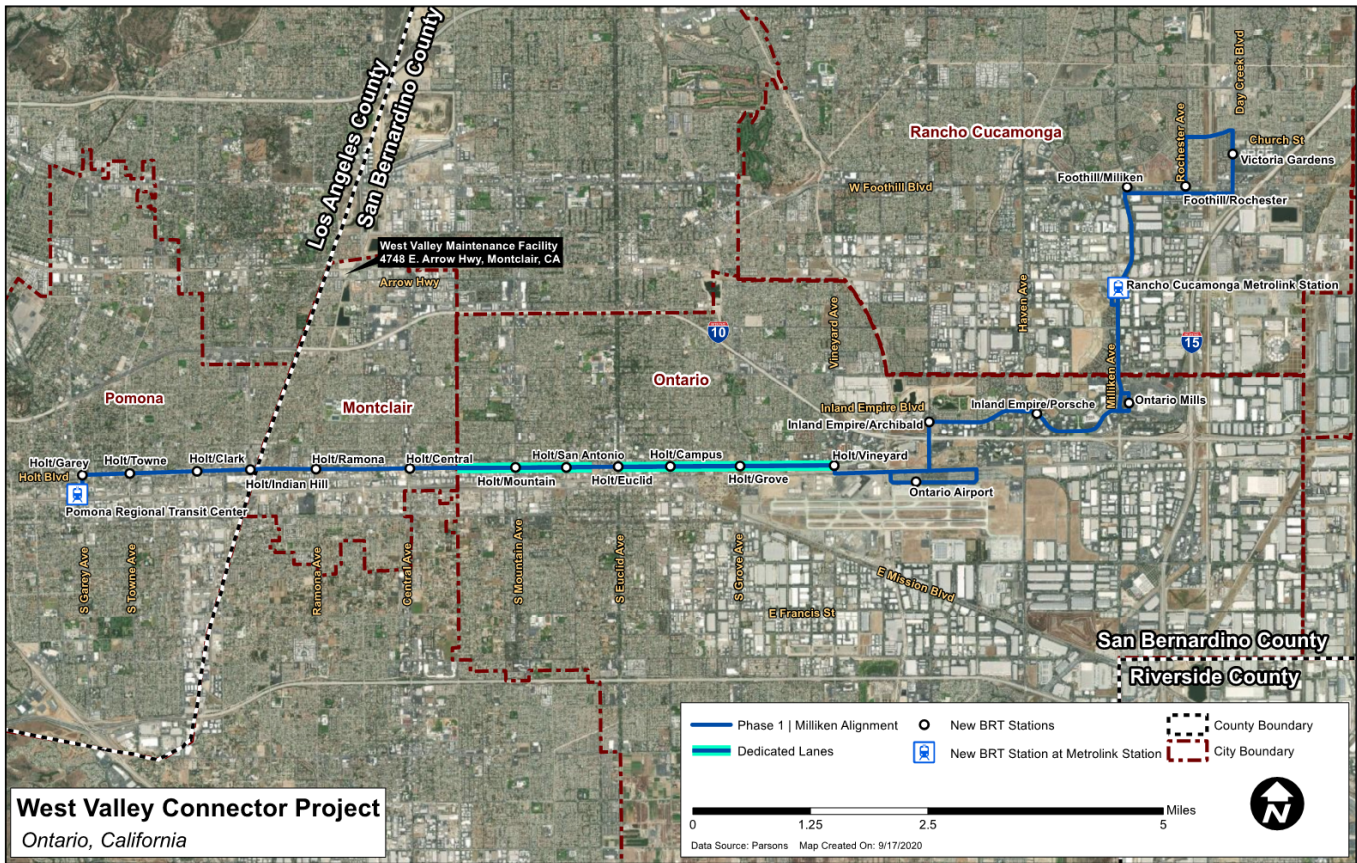 Los Angeles County
San Bernardino County
Day Creek Blvd
Rochester Ave
Rancho Cucamonga
Church St
Victoria Gardens
Foothill/Miliken
W Foothill Blvd
Foothill/Rochester
West Valley Maintenance Facility
4748 E. Arrow Hwy, Montclair, CA
Arrow Hwy
Rancho Cucamonga Metrolink Station
Haven Ave
Vineyard Ave
10
15
Milliken Ave
Ontario
Pomona
Montclair
Inland Empire Blvd
Inland Empire/Porsche
Ontario Mills
Inland Empire/Archibald
Holt/Garey
Holt/Towne
Holt/Clark
Holt/Ramona
Holt/Central
Holt/San Antonio
Holt/Campus
Holt/Vineyard
Holt Blvd
Holt/Indian Hill
Holt/Mountain
Holt/Euclid
Holt/Grove
Ontario Airport
Pomona Regional Transit Center
S Garey Ave
S Towne Ave
Ramona Ave
Central Ave
S Mountain Ave
S Euclid Ave
S Grove Ave
E Mission Blvd
E Francis St
San Bernardino County
Riverside County
Phase 1 | Milliken Alignment
New BRT Stations
County Boundary
Dedicated Lanes
New BRT Station at Metrolink Station
City Boundary
Miles
0
1.25
2.5
5
N
Data Source: Parsons Map Created On: 9/17/2020
West Valley Connector Project
Ontario, California